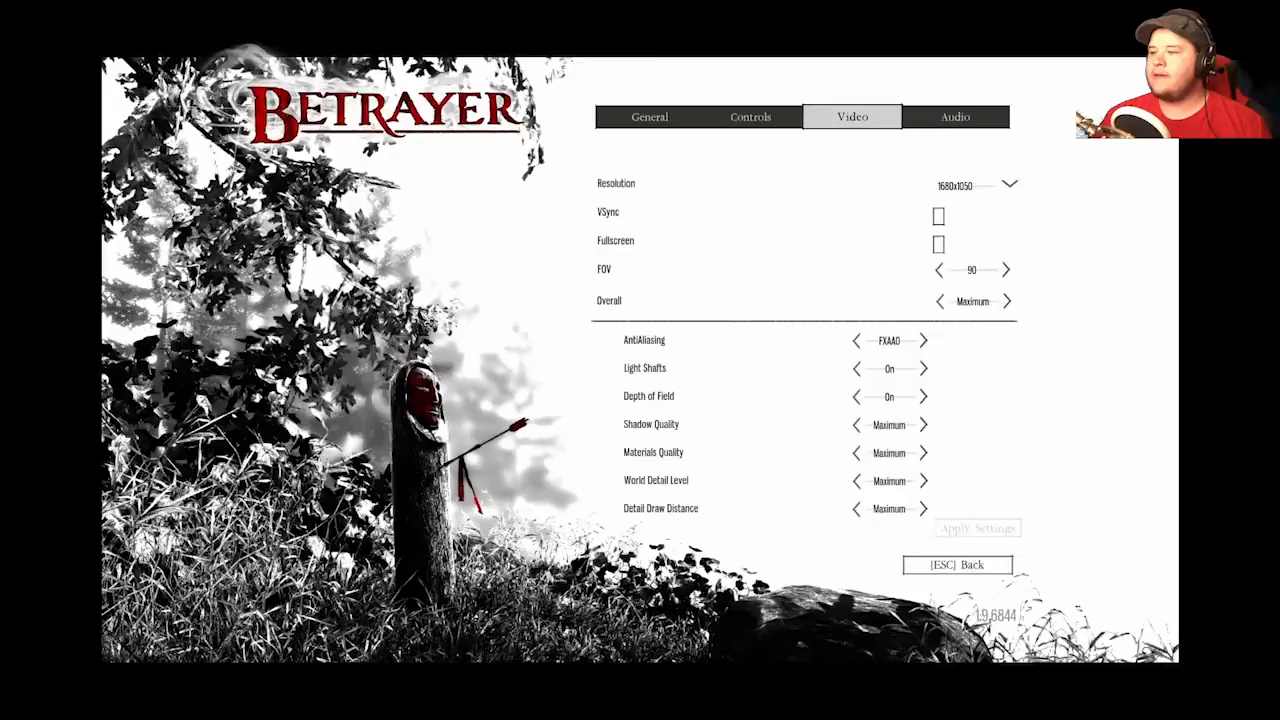 BETRAYER
General Controls Video Audio
Resolution 1680x1050
VSync
Fullscreen
FOV 90
Overall Maximum
AntiAliasing FXAA0
Light Shafts On
Depth of Field On
Shadow Quality Maximum
Materials Quality Maximum
World Detail Level Maximum
Detail Draw Distance Maximum
Apply Settings
[ESC] Back
1.9.6844